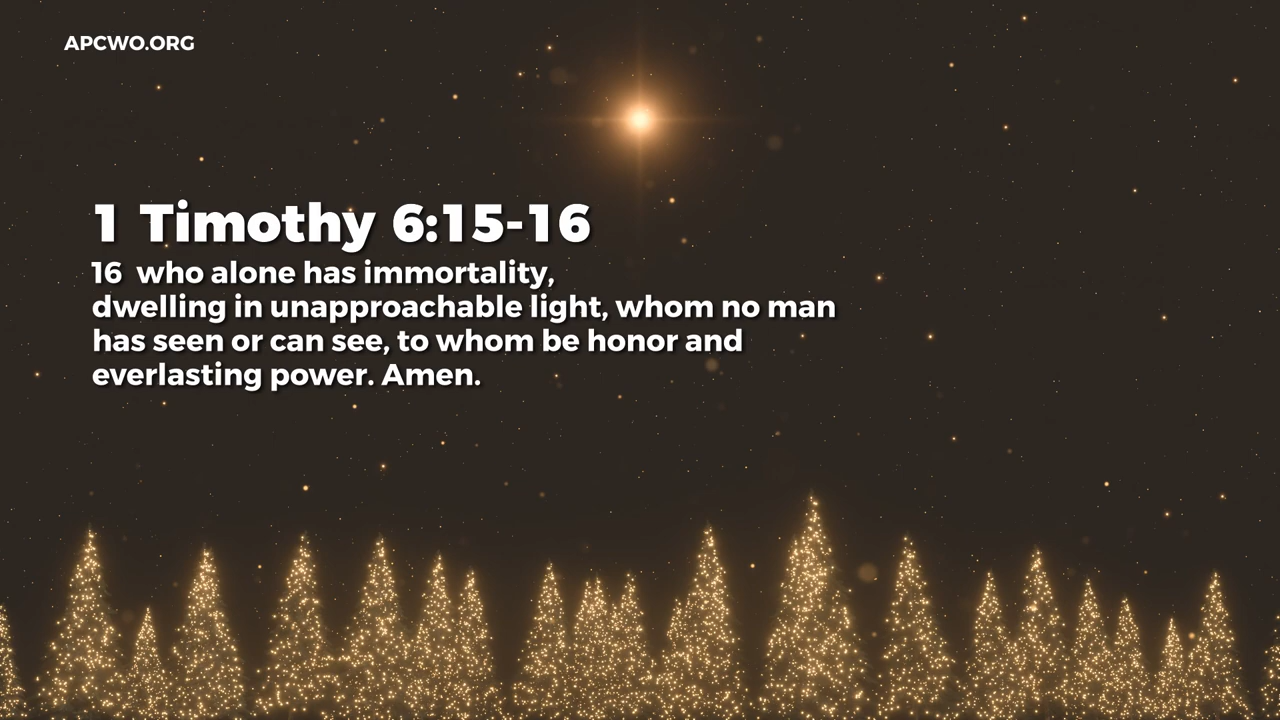 APCWO.ORG
1 Timothy 6:15-16
16 who alone has immortality,
dwelling in unapproachable light, whom no man
has seen or can see, to whom be honor and
everlasting power. Amen.